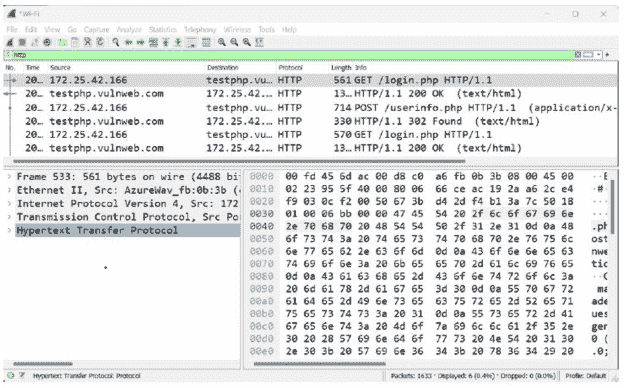 *Wi-Fi
File Edit View Go Capture Analyze Statistics Telephony Wireless Tools Help
http
No. Time Source Destination Protocol Length Info
20… 172.25.42.166 testphp.vu… HTTP 561 GET /login.php HTTP/1.1
20… testphp.vulnweb.com 172.25.42.… HTTP 13… HTTP/1.1 200 OK (text/html)
20… 172.25.42.166 testphp.vu… HTTP 714 POST /userinfo.php HTTP/1.1 (application/x-
20… testphp.vulnweb.com 172.25.42.… HTTP 330 HTTP/1.1 302 Found (text/html)
20… 172.25.42.166 testphp.vu… HTTP 570 GET /login.php HTTP/1.1
20… testphp.vulnweb.com 172.25.42.… HTTP 13… HTTP/1.1 200 OK (text/html)
Frame 533: 561 bytes on wire (4488 bi
Ethernet II, Src: AzureWav_fb:0b:3b (
Internet Protocol Version 4, Src: 172
Transmission Control Protocol, Src Po
Hypertext Transfer Protocol
0000 00 fd 45 6d ac 00 d8 c0 a6 fb 0b 3b 08 00 45 00 ··E
0010 02 23 95 5f 40 00 80 06 66 ce ac 19 2a a6 2c e4 ·#·
0020 f9 03 0c f2 00 50 67 3b d4 2d f4 b1 3a 7c 50 18
0030 01 00 06 bb 00 00 47 45 54 20 2f 6c 6f 67 69 6e
0040 2e 70 68 70 20 48 54 54 50 2f 31 2e 31 0d 0a 48 .ph
0050 6f 73 74 3a 20 74 65 73 74 70 68 70 2e 76 75 6c ost
0060 6e 77 65 62 2e 63 6f 6d 0d 0a 43 6f 6e 6e 65 63 nwe
0070 74 69 6f 6e 3a 20 6b 65 65 70 2d 61 6c 69 76 65 tic
0080 0d 0a 43 61 63 68 65 2d 43 6f 6e 74 72 6f 6c 3a ··C
0090 20 6d 61 78 2d 61 67 65 3d 30 0d 0a 55 70 67 72 ma
00a0 61 64 65 2d 49 6e 73 65 63 75 72 65 2d 52 65 71 ade
00b0 75 65 73 74 73 3a 20 31 0d 0a 55 73 65 72 2d 41 ues
00c0 67 65 6e 74 3a 20 4d 6f 7a 69 6c 6c 61 2f 35 2e gen
00d0 30 20 28 57 69 6e 64 6f 77 73 20 4e 54 20 31 30 0 (
00e0 2e 30 3b 20 57 69 6e 36 34 3b 20 78 36 34 29 20 .0;
Hypertext Transfer Protocol: Protocol Packets: 1633 · Displayed: 6 (0.4%) · Dropped: 0 (0.0%) Profile: Default